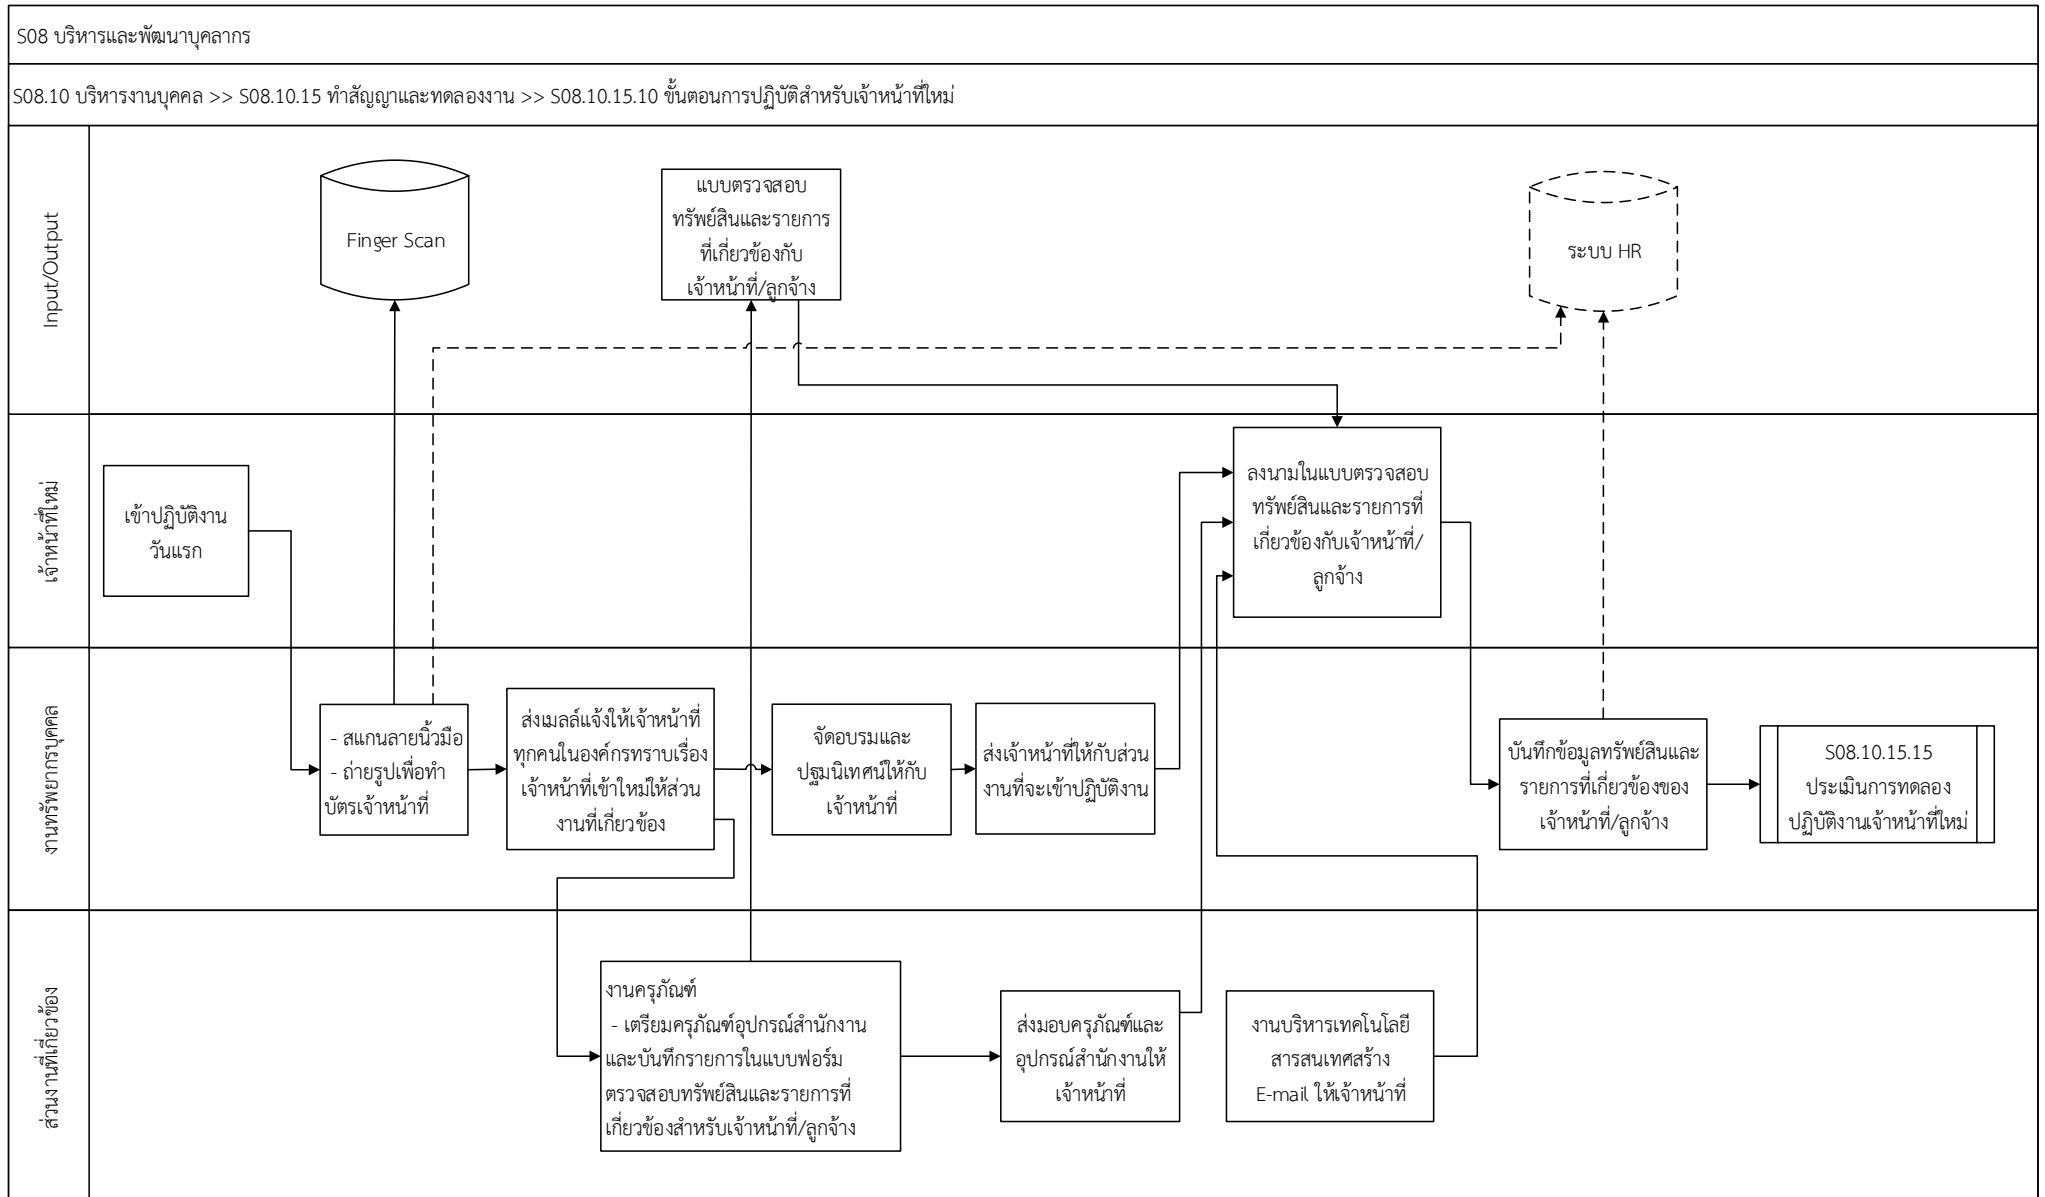 S08 บริหารและพัฒนาบุคลากร
S08.10 บริหารงานบุคคล >> S08.10.15 ทำสัญญาและทดลองงาน >> S08.10.15.10 ขั้นตอนการปฏิบัติสำหรับเจ้าหน้าที่ใหม่
Input/Output
Finger Scan
แบบตรวจสอบ
ทรัพย์สินและรายการ
ที่เกี่ยวข้องกับ
เจ้าหน้าที่/ลูกจ้าง
ระบบ HR
เจ้าหน้าที่ใหม่
เข้าปฏิบัติงาน
วันแรก
ลงนามในแบบตรวจสอบ
ทรัพย์สินและรายการที่
เกี่ยวข้องกับเจ้าหน้าที่/
ลูกจ้าง
งานทรัพยากรบุคคล
- สแกนลายนิ้วมือ
- ถ่ายรูปเพื่อทำ
บัตรเจ้าหน้าที่
ส่งเมลล์แจ้งให้เจ้าหน้าที่
ทุกคนในองค์กรทราบเรื่อง
เจ้าหน้าที่เข้าใหม่ให้ส่วน
งานที่เกี่ยวข้อง
จัดอบรมและ
ปฐมนิเทศน์ให้กับ
เจ้าหน้าที่
ส่งเจ้าหน้าที่ให้กับส่วน
งานที่จะเข้าปฏิบัติงาน
บันทึกข้อมูลทรัพย์สินและ
รายการที่เกี่ยวข้องของ
เจ้าหน้าที่/ลูกจ้าง
S08.10.15.15
ประเมินการทดลอง
ปฏิบัติงานเจ้าหน้าที่ใหม่
ส่วนงานที่เกี่ยวข้อง
งานครุภัณฑ์
- เตรียมครุภัณฑ์อุปกรณ์สำนักงาน
และบันทึกรายการในแบบฟอร์ม
ตรวจสอบทรัพย์สินและรายการที่
เกี่ยวข้องสำหรับเจ้าหน้าที่/ลูกจ้าง
ส่งมอบครุภัณฑ์และ
อุปกรณ์สำนักงานให้
เจ้าหน้าที่
งานบริหารเทคโนโลยี
สารสนเทศสร้าง
E-mail ให้เจ้าหน้าที่